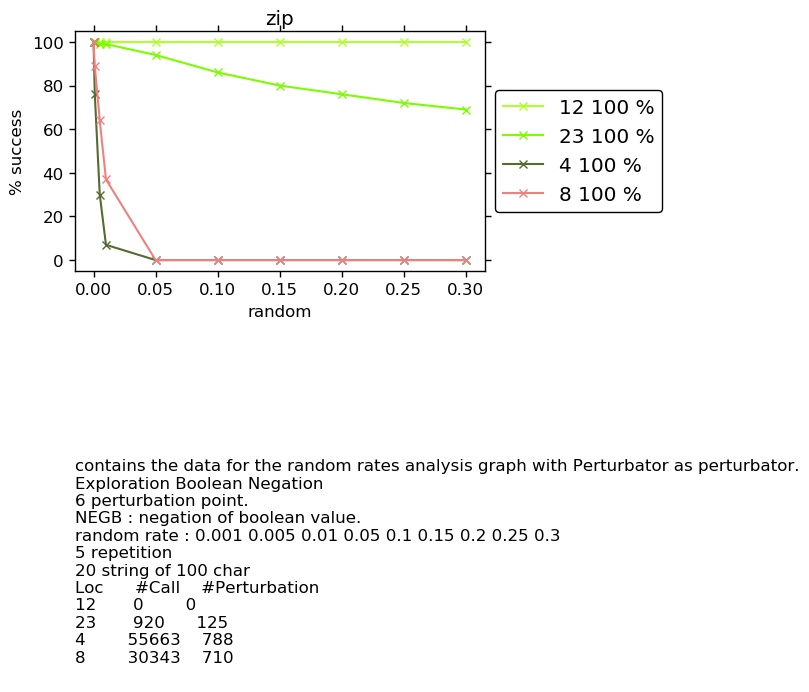 zip
100
80
60
40
20
0
% success
0.00 0.05 0.10 0.15 0.20 0.25 0.30
random
12 100 %
23 100 %
4 100 %
8 100 %
contains the data for the random rates analysis graph with Perturbator as perturbator.
Exploration Boolean Negation
6 perturbation point.
NEGB : negation of boolean value.
random rate : 0.001 0.005 0.01 0.05 0.1 0.15 0.2 0.25 0.3
5 repetition
20 string of 100 char
Loc #Call #Perturbation
12 0 0
23 920 125
4 55663 788
8 30343 710